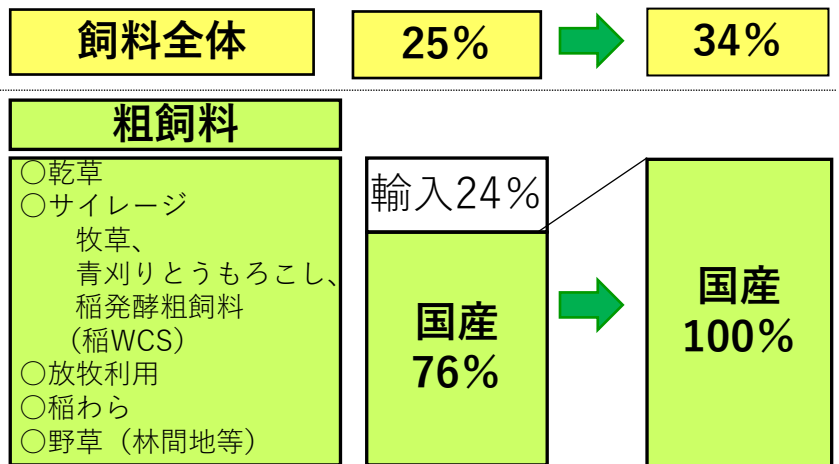 飼料全体
25%
34%
粗飼料
○乾草
○サイレージ
牧草、
青刈りとうもろこし、
稲発酵粗飼料
(稲WCS)
○放牧利用
○稲わら
○野草（林間地等）
輸入24%
国産
76%
国産
100%